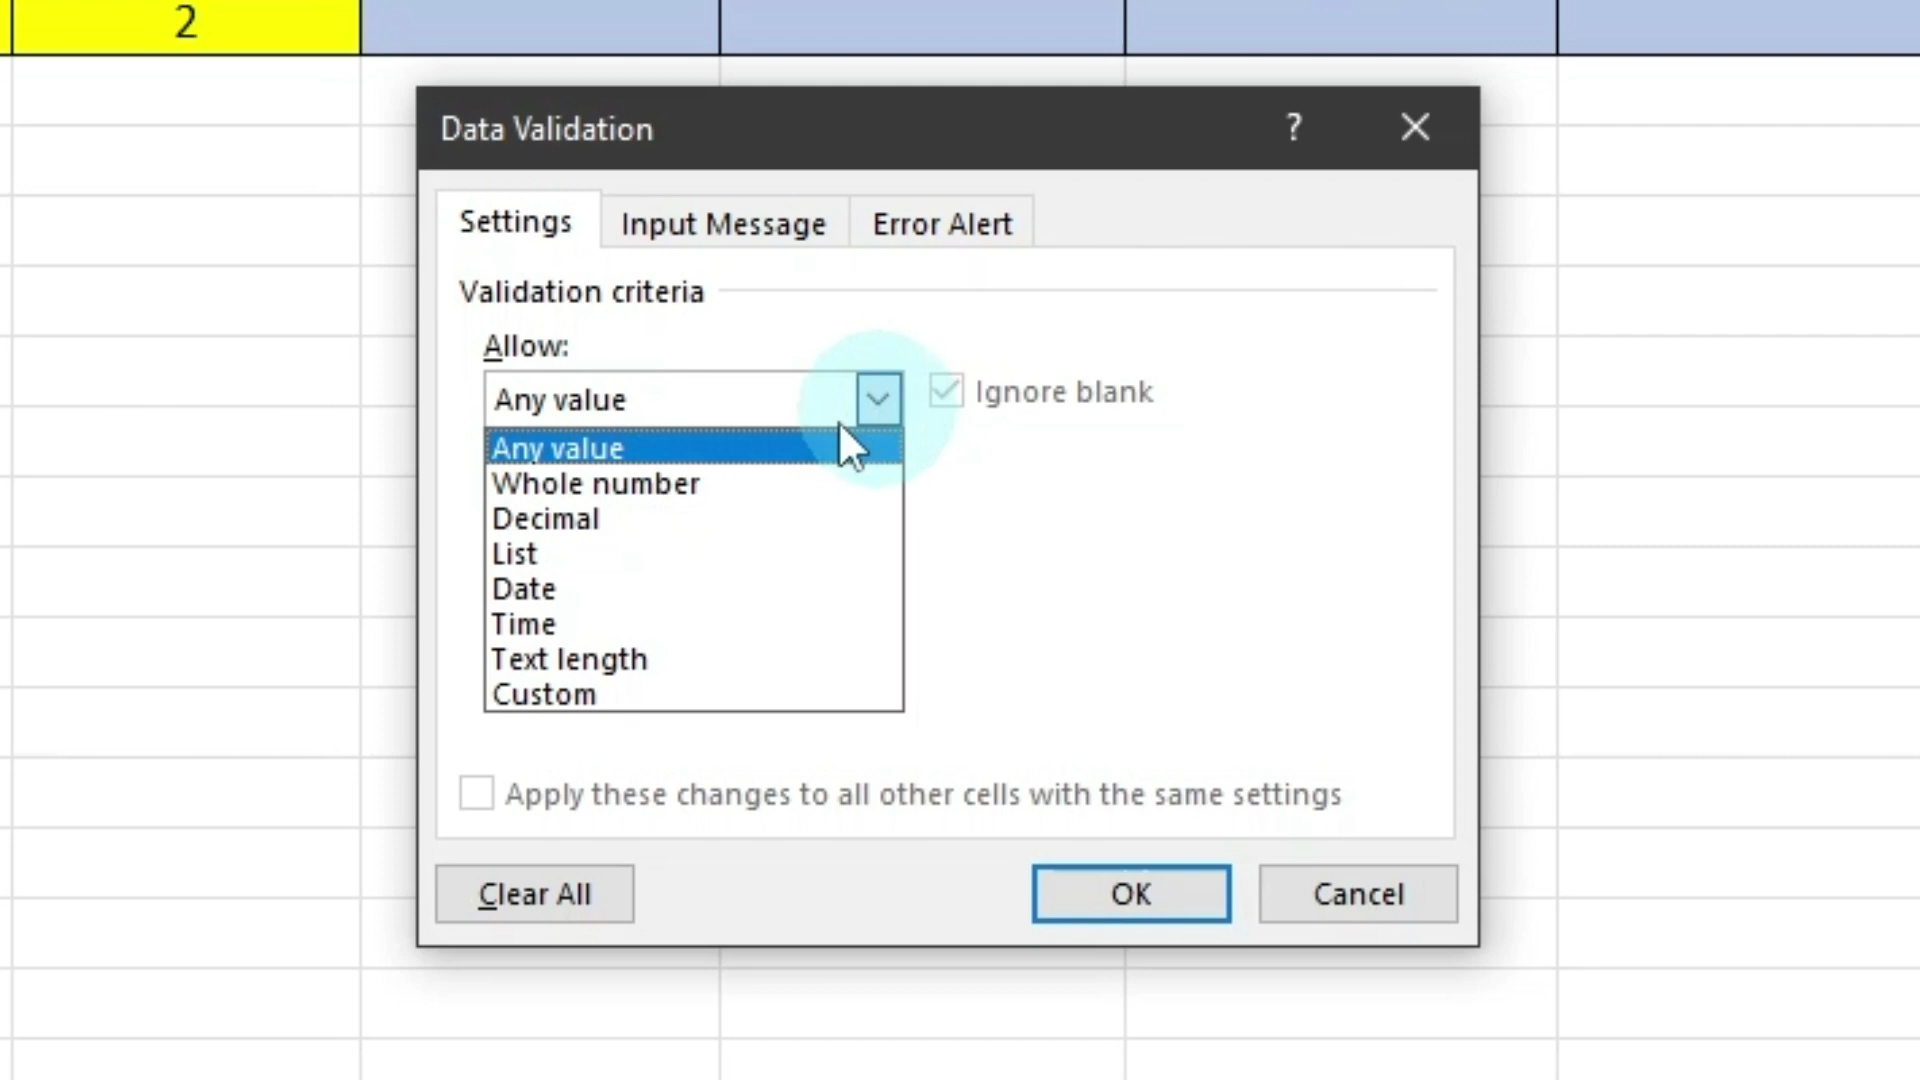 2
Data Validation ?
Settings Input Message Error Alert
Validation criteria
Allow:
Any value Ignore blank
Any value
Whole number
Decimal
List
Date
Time
Text length
Custom
Apply these changes to all other cells with the same settings
Clear All OK Cancel